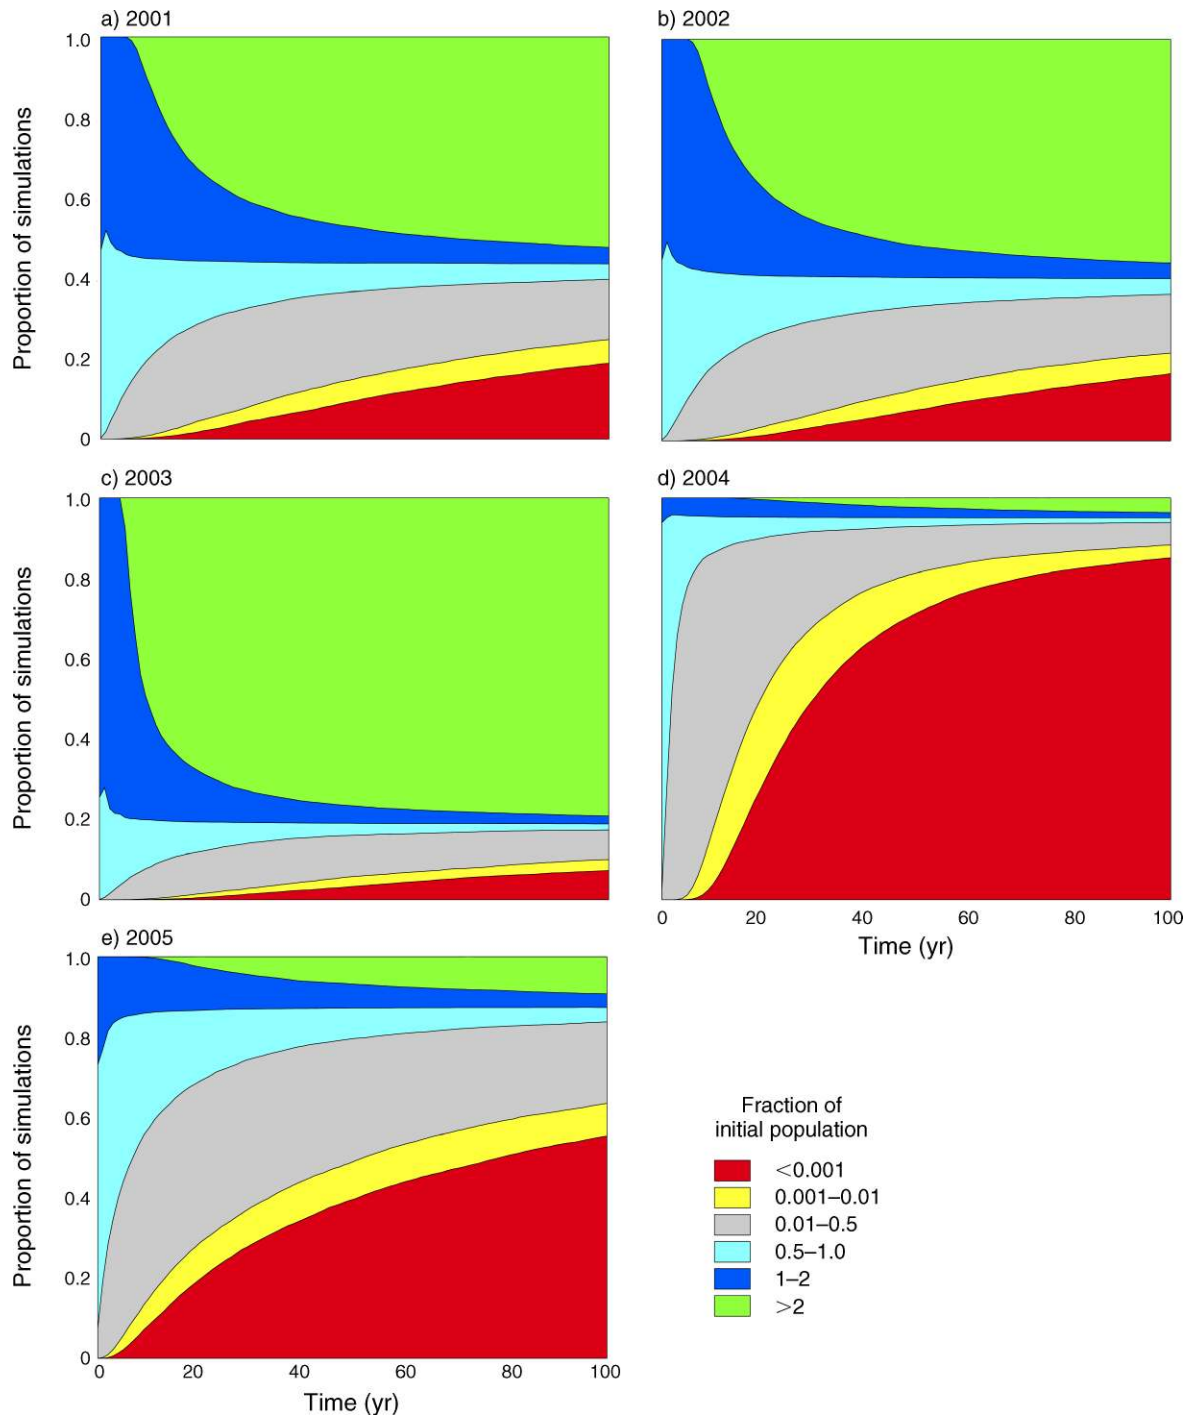 a) 2001
1.0
0.8
0.6
0.4
0.2
0
Proportion of simulations
b) 2002
c) 2003
1.0
0.8
0.6
0.4
0.2
0
Proportion of simulations
d) 2004
0 20 40 60 80 100
Time (yr)
e) 2005
1.0
0.8
0.6
0.4
0.2
0
Proportion of simulations
0 20 40 60 80 100
Time (yr)
Fraction of
initial population
<0.001
0.001–0.01
0.01–0.5
0.5–1.0
1–2
>2